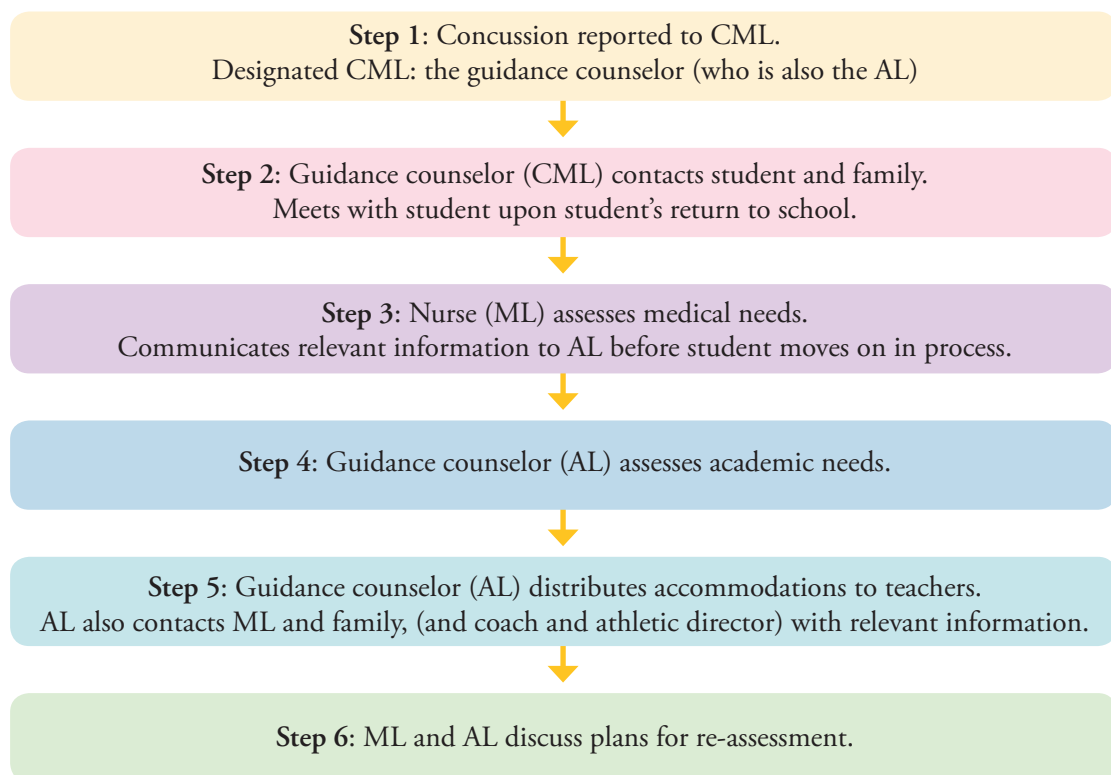 Step 1: Concussion reported to CML.
Designated CML: the guidance counselor (who is also the AL)
Step 2: Guidance counselor (CML) contacts student and family.
Meets with student upon student’s return to school.
Step 3: Nurse (ML) assesses medical needs.
Communicates relevant information to AL before student moves on in process.
Step 4: Guidance counselor (AL) assesses academic needs.
Step 5: Guidance counselor (AL) distributes accommodations to teachers.
AL also contacts ML and family, (and coach and athletic director) with relevant information.
Step 6: ML and AL discuss plans for re-assessment.